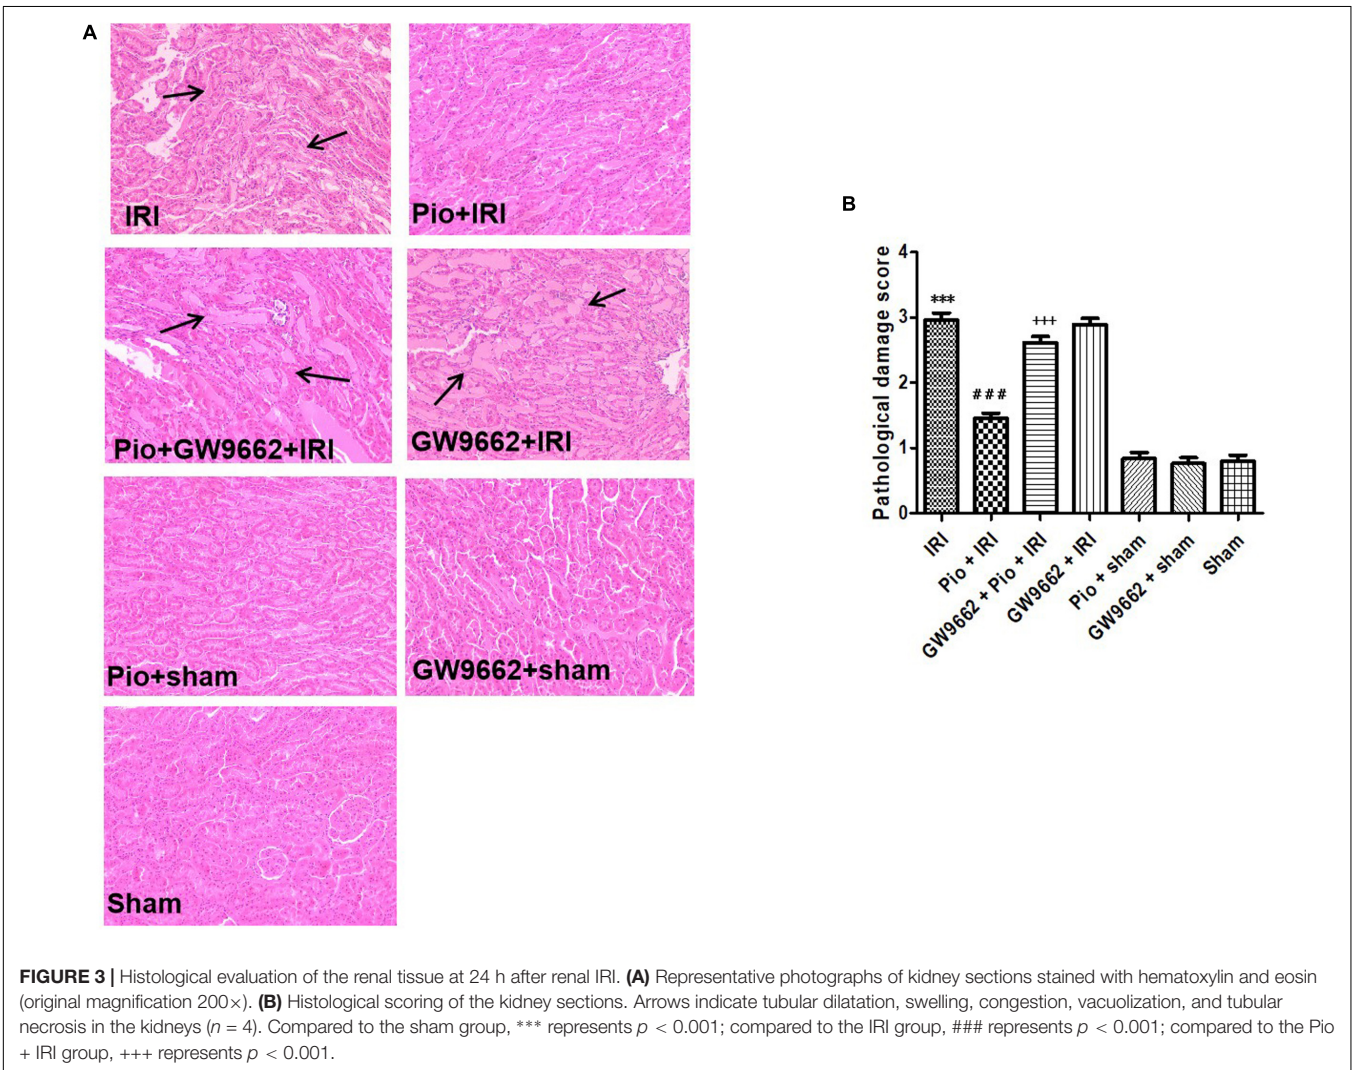 A
IRI
Pio+IRI
Pio+GW9662+IRI
GW9662+IRI
Pio+sham
GW9662+sham
Sham
B
Pathological damage score
4
3
2
1
0
***
###
+++
IRI
Pio + IRI
GW9662 + Pio + IRI
GW9662 + IRI
Pio + sham
GW9662 + sham
Sham
FIGURE 3 | Histological evaluation of the renal tissue at 24 h after renal IRI. (A) Representative photographs of kidney sections stained with hematoxylin and eosin
(original magnification 200×). (B) Histological scoring of the kidney sections. Arrows indicate tubular dilatation, swelling, congestion, vacuolization, and tubular
necrosis in the kidneys (n = 4). Compared to the sham group, *** represents p < 0.001; compared to the IRI group, ### represents p < 0.001; compared to the Pio
+ IRI group, +++ represents p < 0.001.